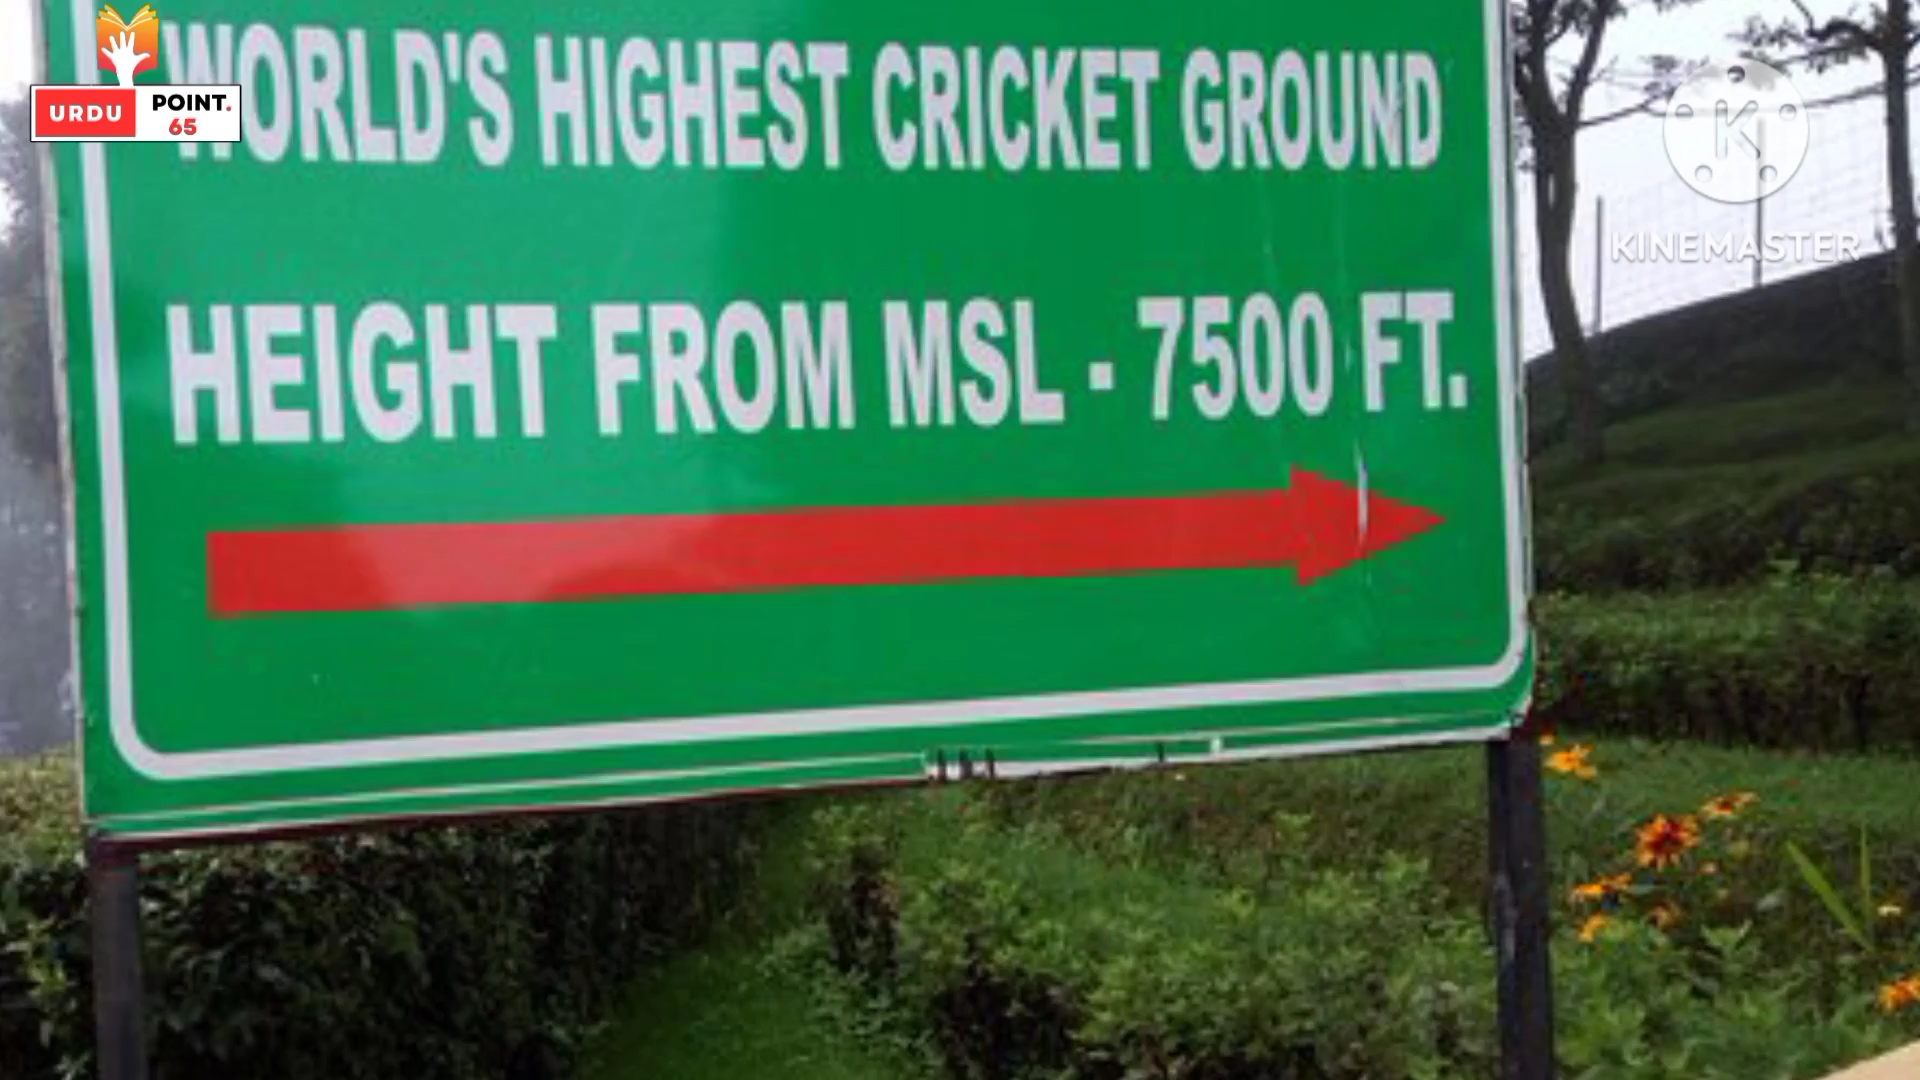 WORLD'S HIGHEST CRICKET GROUND
URDU POINT.
65
KINEMASTER
HEIGHT FROM MSL - 7500 FT.